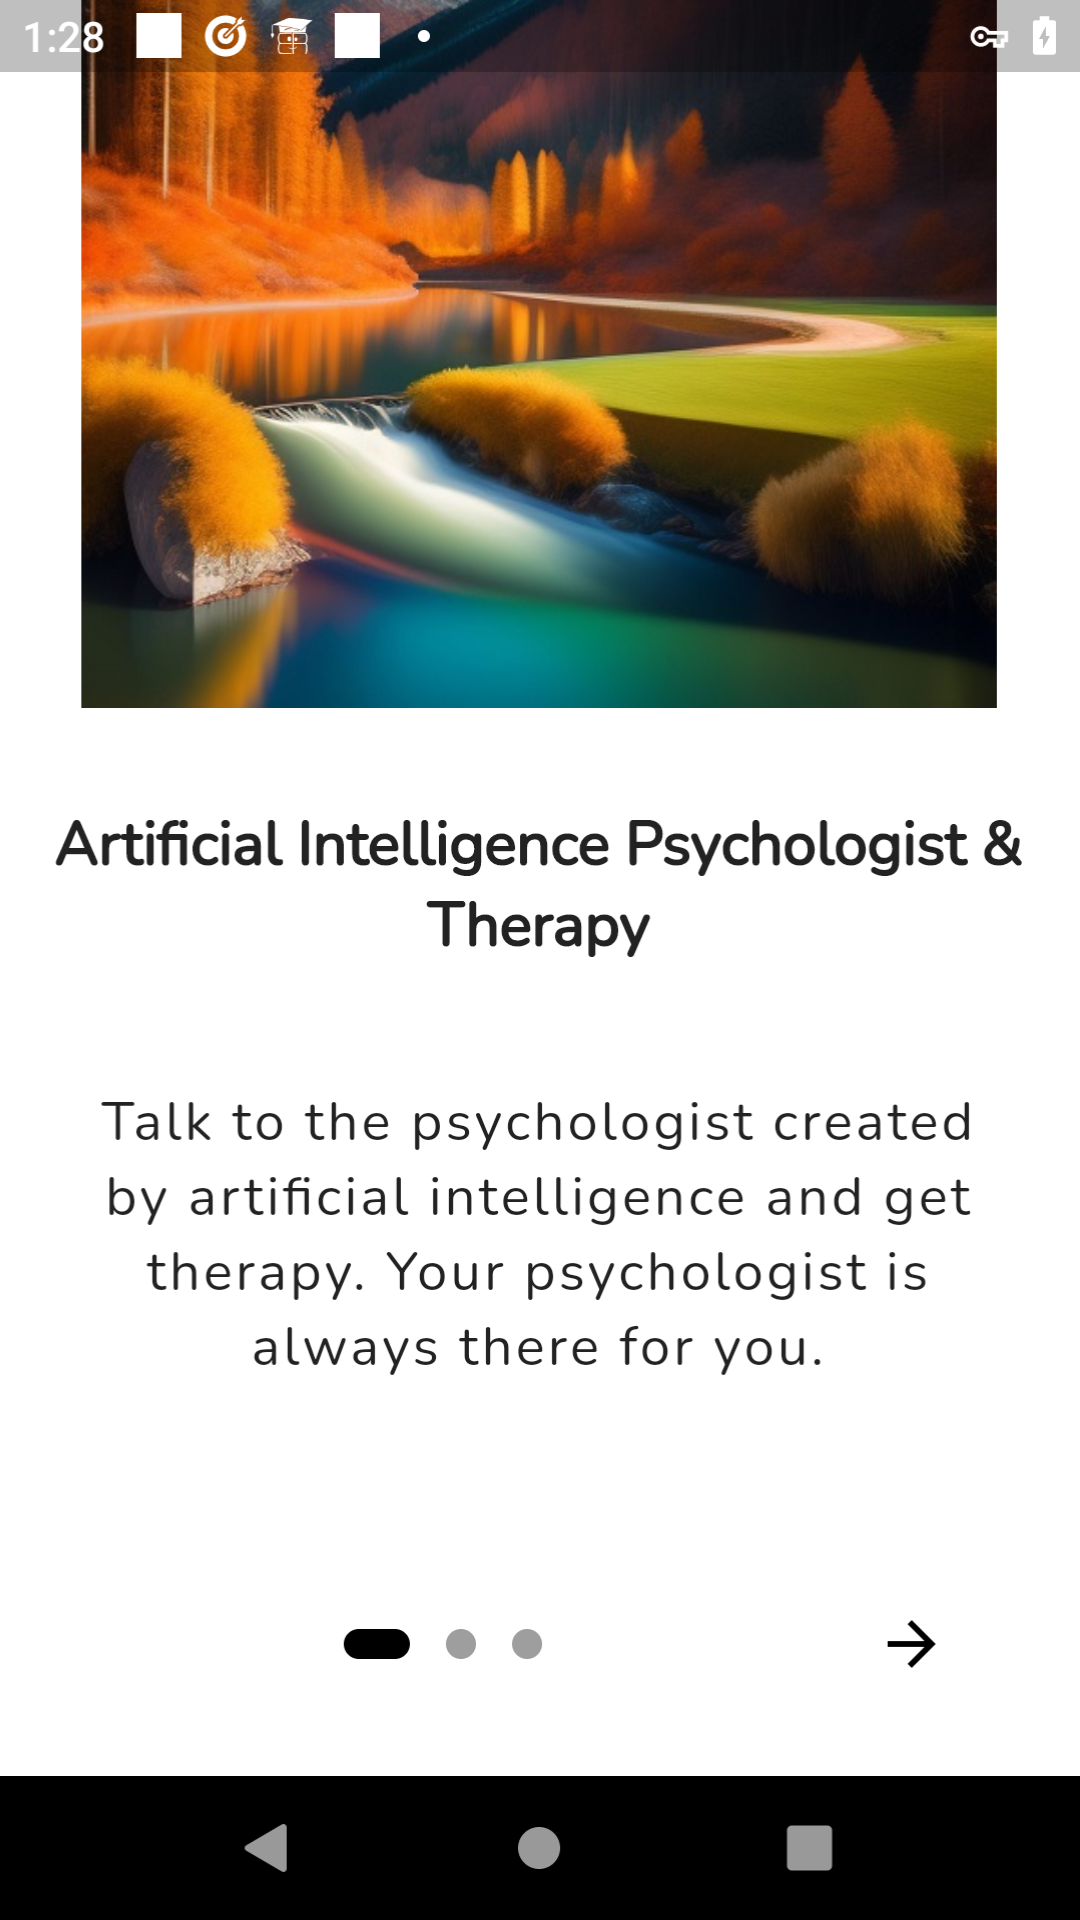 1:28
Artificial Intelligence Psychologist &
Therapy
Talk to the psychologist created
by artificial intelligence and get
therapy. Your psychologist is
always there for you.